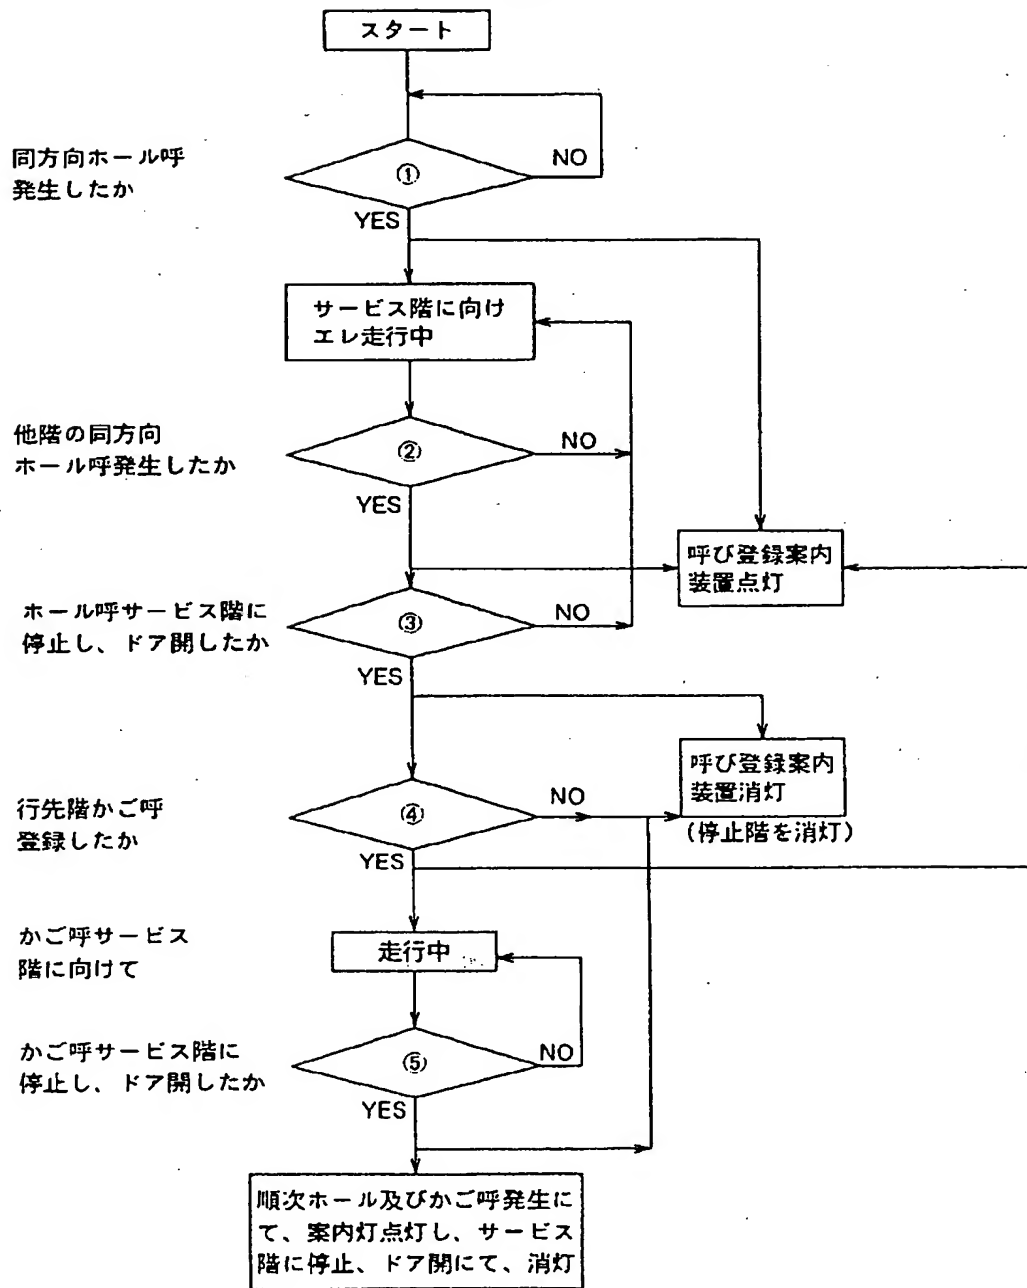 スタート
同方向ホール呼
発生したか
①
NO
YES
サービス階に向け
エレ走行中
他階の同方向
ホール呼発生したか
②
NO
YES
呼び登録案内
装置点灯
ホール呼サービス階に
停止し、ドア開したか
③
NO
YES
呼び登録案内
装置消灯
(停止階を消灯)
行先階かご呼
登録したか
④
NO
YES
かご呼サービス
階に向けて
走行中
かご呼サービス階に
停止し、ドア開したか
⑤
NO
YES
順次ホール及びかご呼発生に
て、案内灯点灯し、サービス
階に停止、ドア開にて、消灯